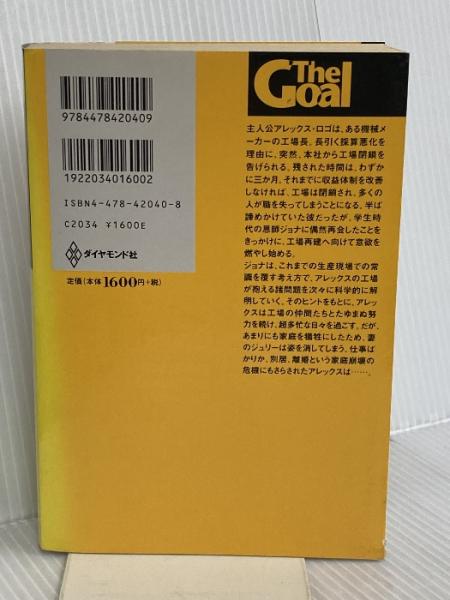 9784478420409
1922034016002
ISBN4-478-42040-8
C2034 ¥1600E
ダイヤモンド社
定価(本体1600円+税)
The
Goal
主人公アレックス・ロゴは、ある機械メ
ーカーの工場長。長引く採算悪化を
理由に、突然、本社から工場閉鎖を
告げられる。残された時間は、わずか
に三か月。それまでに収益体制を改善
しなければ、工場は閉鎖され、多くの
人が職を失ってしまうことになる。半ば
諦めかけていた彼だったが、学生時
代の恩師ジョナに偶然再会したことを
きっかけに、工場再建へ向けて意欲を
燃やし始める。
ジョナは、これまでの生産現場での常
識を覆す考え方で、アレックスの工場
が抱える諸問題を次々に科学的に解
明していく。そのヒントをもとに、アレッ
クスは工場の仲間たちとたゆまぬ努
力を続け、超多忙な日々を過ごす。だが、
あまりにも家庭を犠牲にしたため、妻
のジュリーは姿を消してしまう。仕事ば
かりか、別居、離婚という家庭崩壊の
危機にもさらされたアレックスは……。